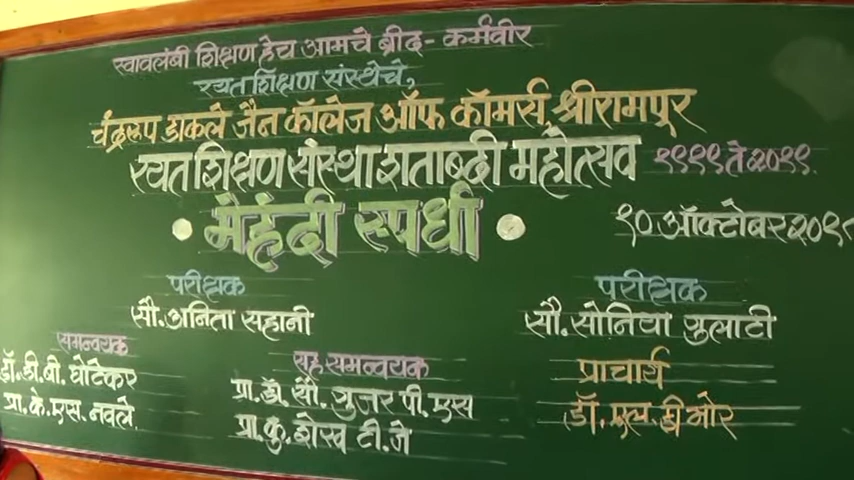 स्वावलंबी शिक्षण हेच आमचे ब्रीद - कर्मवीर
रयत शिक्षण संस्थेचे,
चंद्ररूप डाकले जैन कॉलेज ऑफ कॉमर्स, श्रीरामपूर
रयत शिक्षण संस्था शताब्दी महोत्सव १९१९ ते २०१९.
• मेहंदी स्पर्धा •
१० ऑक्टोबर २०१९
परीक्षक
सौ. अनिता सहानी
परीक्षक
सौ. सोनिया गुलाटी
समन्वयक
डॉ. डी. बी. घोटेकर
प्रा. के. एस. नवले
सह समन्वयक
प्रा. डॉ. सौ. गुजर पी. एस
प्रा. कु. शेख टी. जे
प्राचार्य
डॉ. एल. डी भोर